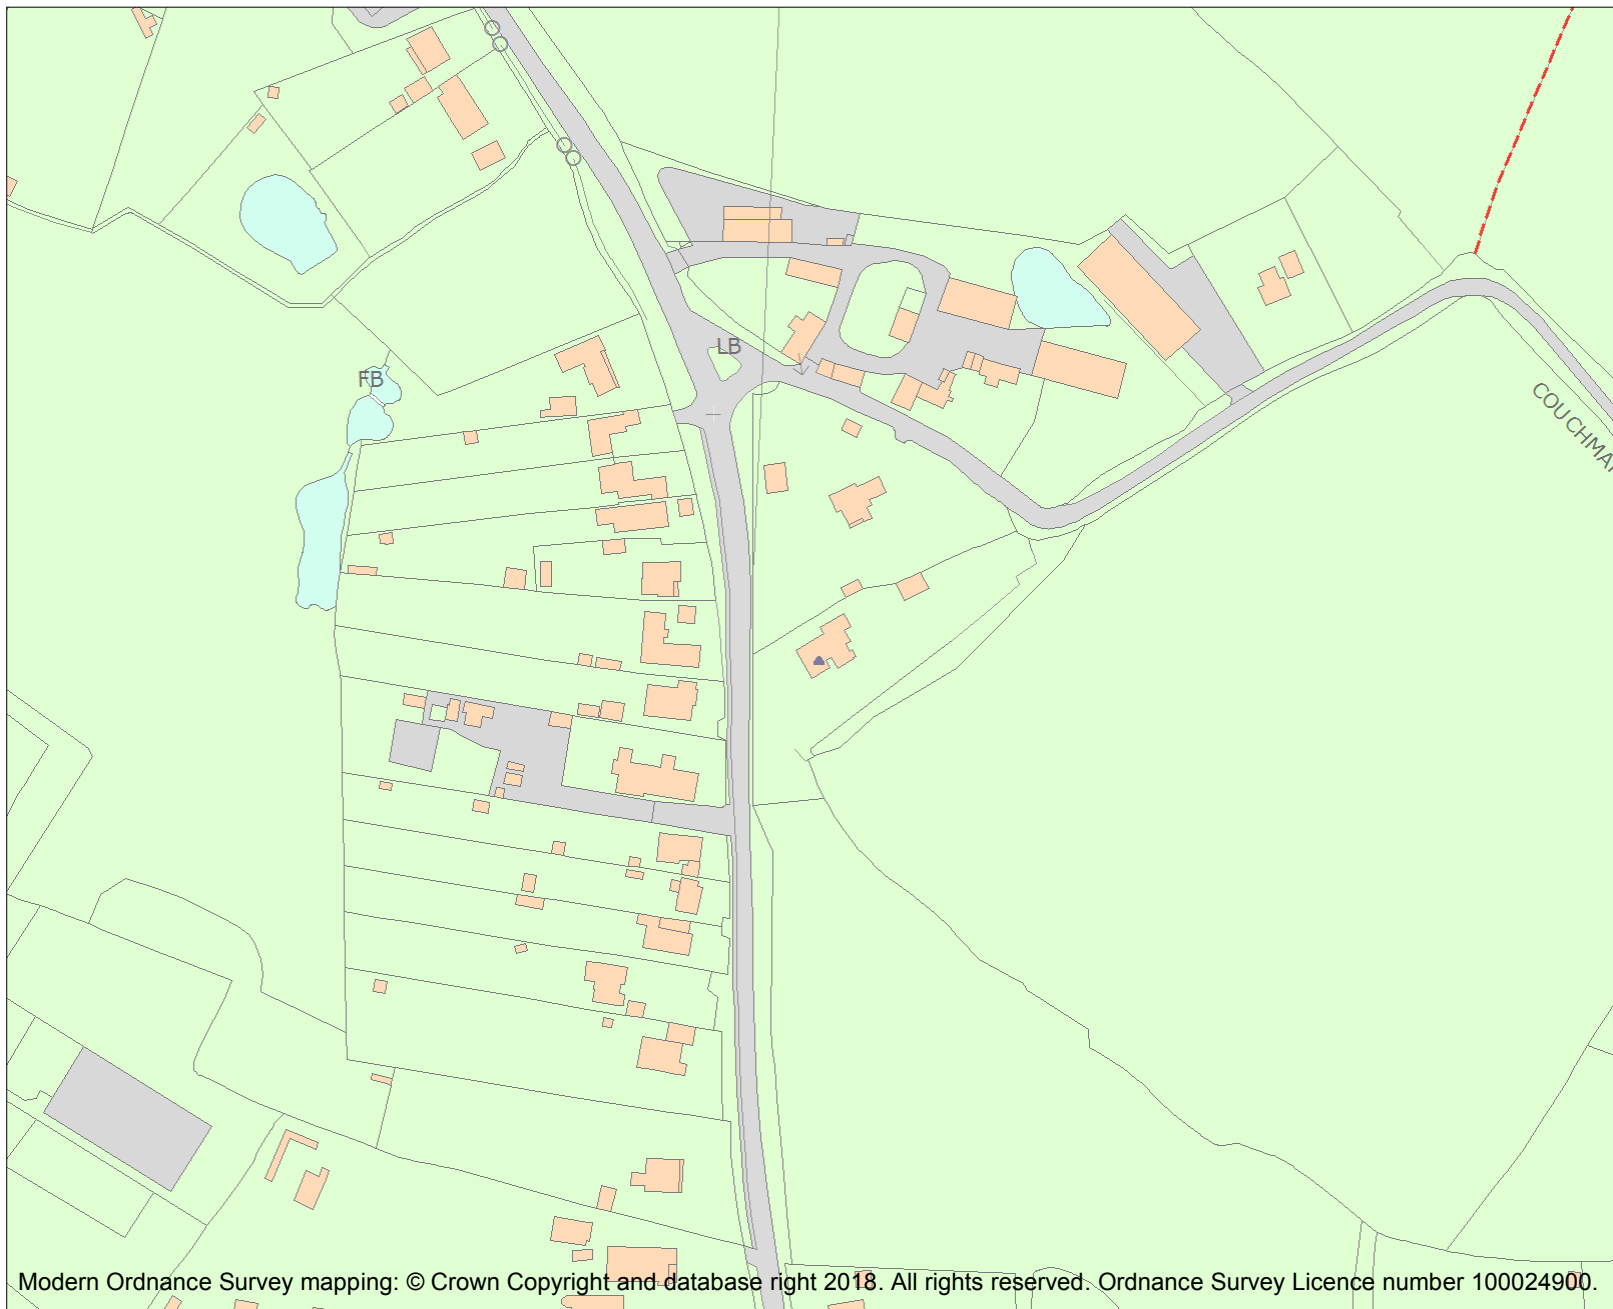 LB
FB
COUCHMA
Modern Ordnance Survey mapping: © Crown Copyright and database right 2018. All rights reserved. Ordnance Survey Licence number 100024900.